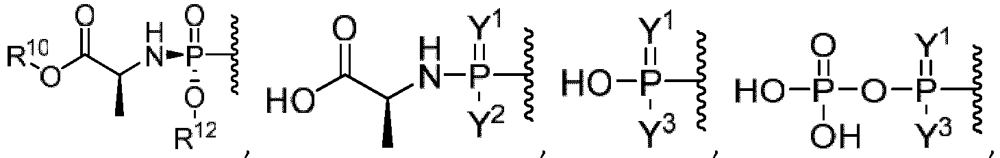 O H O
R¹⁰ O N P O R¹² ,
O HO H N Y¹ P Y² ,
Y¹ HO P Y³ ,
O HO P O OH Y¹ P Y³ ,